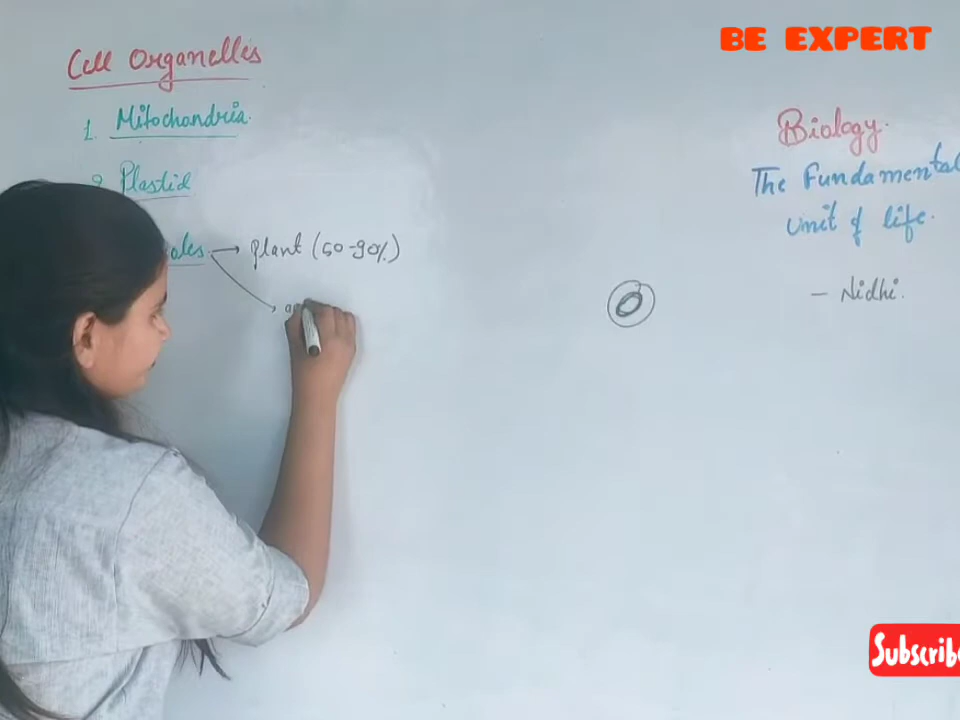 BE EXPERT
Cell Organelles
1. Mitochondria.
Plastid
→ Plant (50-90%)
Biology.
The Fundamental
unit of life.
- Nidhi.
Subscribe